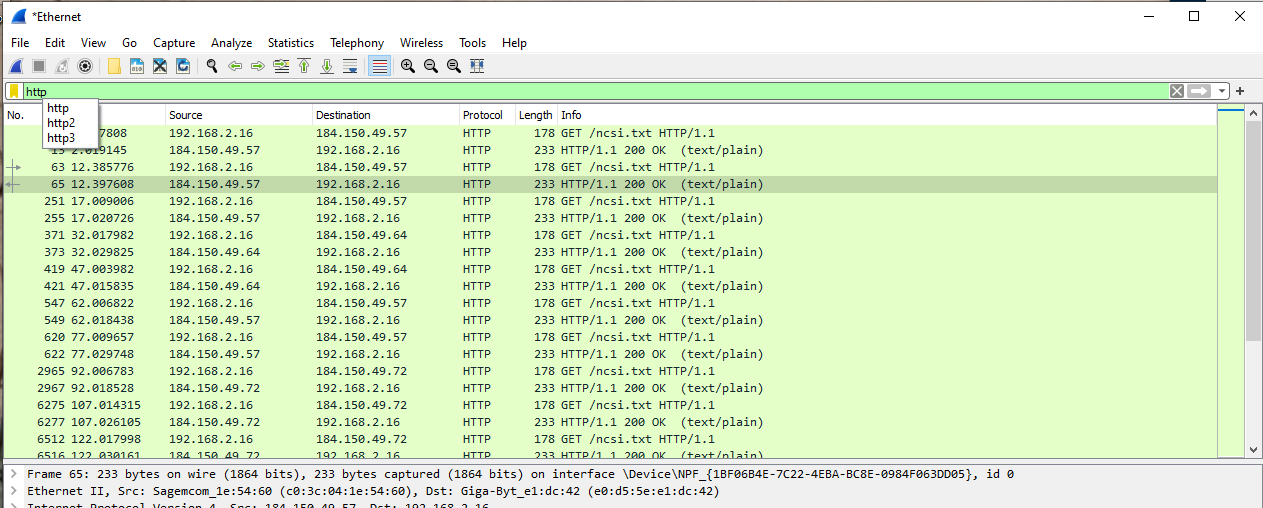 *Ethernet
File Edit View Go Capture Analyze Statistics Telephony Wireless Tools Help
http
http
http2
http3
No. Source Destination Protocol Length Info
7808 192.168.2.16 184.150.49.57 HTTP 178 GET /ncsi.txt HTTP/1.1
15 2.019145 184.150.49.57 192.168.2.16 HTTP 233 HTTP/1.1 200 OK (text/plain)
63 12.385776 192.168.2.16 184.150.49.57 HTTP 178 GET /ncsi.txt HTTP/1.1
65 12.397608 184.150.49.57 192.168.2.16 HTTP 233 HTTP/1.1 200 OK (text/plain)
251 17.009006 192.168.2.16 184.150.49.57 HTTP 178 GET /ncsi.txt HTTP/1.1
255 17.020726 184.150.49.57 192.168.2.16 HTTP 233 HTTP/1.1 200 OK (text/plain)
371 32.017982 192.168.2.16 184.150.49.64 HTTP 178 GET /ncsi.txt HTTP/1.1
373 32.029825 184.150.49.64 192.168.2.16 HTTP 233 HTTP/1.1 200 OK (text/plain)
419 47.003982 192.168.2.16 184.150.49.64 HTTP 178 GET /ncsi.txt HTTP/1.1
421 47.015835 184.150.49.64 192.168.2.16 HTTP 233 HTTP/1.1 200 OK (text/plain)
547 62.006822 192.168.2.16 184.150.49.57 HTTP 178 GET /ncsi.txt HTTP/1.1
549 62.018438 184.150.49.57 192.168.2.16 HTTP 233 HTTP/1.1 200 OK (text/plain)
620 77.009657 192.168.2.16 184.150.49.57 HTTP 178 GET /ncsi.txt HTTP/1.1
622 77.029748 184.150.49.57 192.168.2.16 HTTP 233 HTTP/1.1 200 OK (text/plain)
2965 92.006783 192.168.2.16 184.150.49.72 HTTP 178 GET /ncsi.txt HTTP/1.1
2967 92.018528 184.150.49.72 192.168.2.16 HTTP 233 HTTP/1.1 200 OK (text/plain)
6275 107.014315 192.168.2.16 184.150.49.72 HTTP 178 GET /ncsi.txt HTTP/1.1
6277 107.026105 184.150.49.72 192.168.2.16 HTTP 233 HTTP/1.1 200 OK (text/plain)
6512 122.017998 192.168.2.16 184.150.49.72 HTTP 178 GET /ncsi.txt HTTP/1.1
6516 122.030161 184.150.49.72 192.168.2.16 HTTP 233 HTTP/1.1 200 OK (text/plain)
Frame 65: 233 bytes on wire (1864 bits), 233 bytes captured (1864 bits) on interface \Device\NPF_{1BF06B4E-7C22-4EBA-BC8E-0984F063DD05}, id 0
Ethernet II, Src: Sagemcom_1e:54:60 (c0:3c:04:1e:54:60), Dst: Giga-Byt_e1:dc:42 (e0:d5:5e:e1:dc:42)
Internet Protocol Version 4, Src: 184.150.49.57, Dst: 192.168.2.16